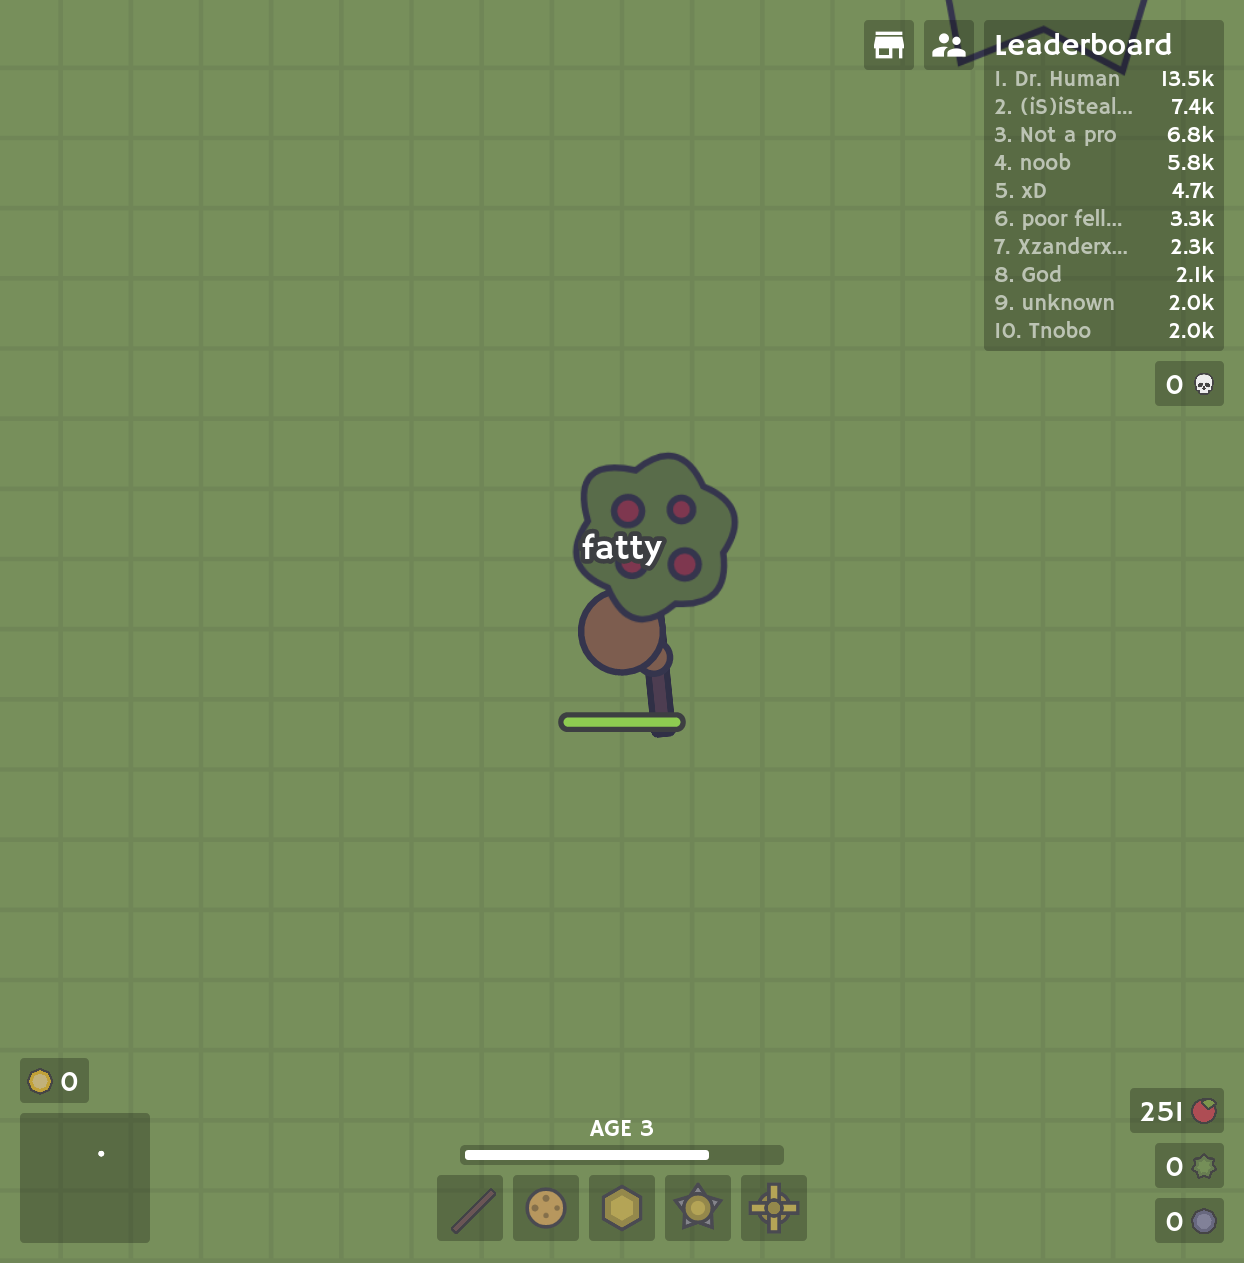 Leaderboard
1. Dr. Human 13.5k
2. (iS)iSteal... 7.4k
3. Not a pro 6.8k
4. noob 5.8k
5. xD 4.7k
6. poor fell... 3.3k
7. Xzanderx... 2.3k
8. God 2.1k
9. unknown 2.0k
10. Tnobo 2.0k
0
fatty
0
AGE 3
251
0
0